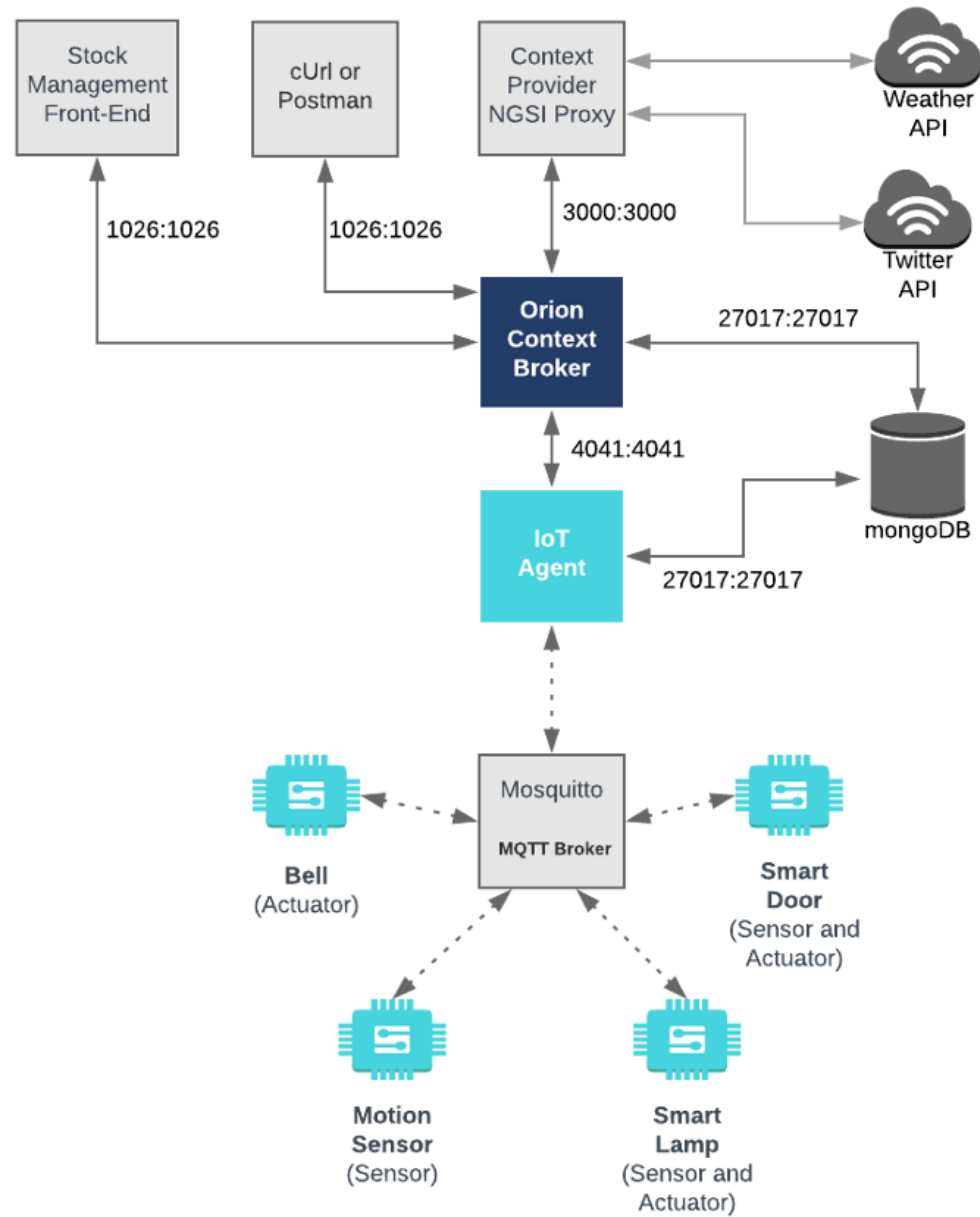 Stock
Management
Front-End
cUrl or
Postman
Context
Provider
NGSI Proxy
Weather
API
1026:1026
1026:1026
3000:3000
Twitter
API
Orion
Context
Broker
27017:27017
4041:4041
mongoDB
IoT
Agent
27017:27017
Mosquitto
MQTT Broker
Bell
(Actuator)
Smart
Door
(Sensor and
Actuator)
Motion
Sensor
(Sensor)
Smart
Lamp
(Sensor and
Actuator)